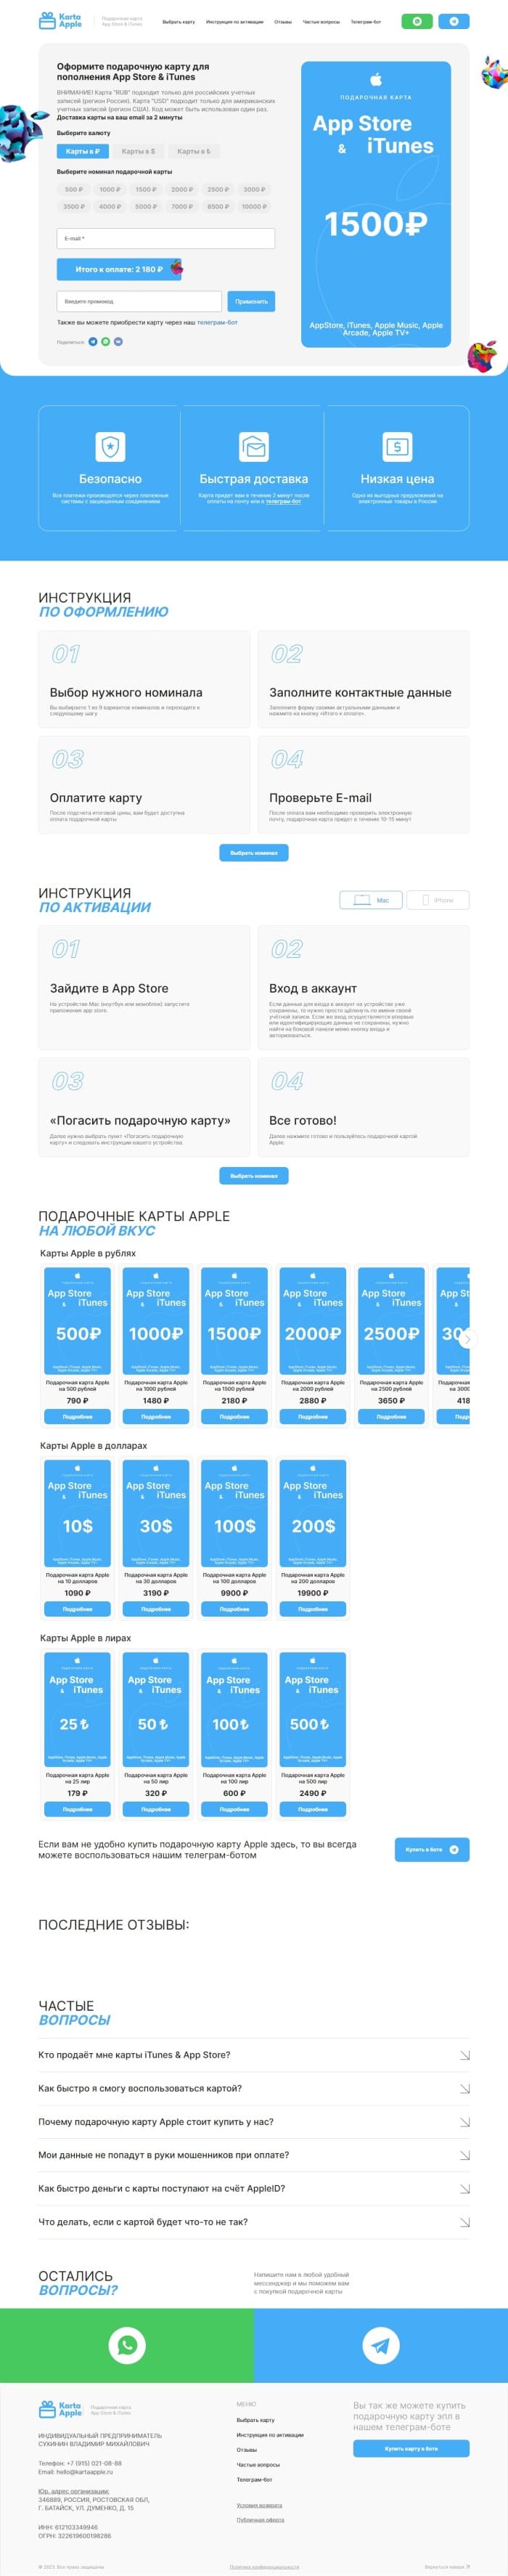 Karta
Apple
Подарочная карта
App Store & iTunes
Выбрать карту
Инструкция по активации
Отзывы
Частые вопросы
Телеграм-бот
Оформите подарочную карту для
пополнения App Store & iTunes
ВНИМАНИЕ! Карта "RUB" подходит только для российских учетных
записей (регион Россия). Карта "USD" подходит только для американских
учетных записей (регион США). Код может быть использован один раз.
Доставка карты на ваш email за 2 минуты
Выберите валюту
Карты в ₽
Карты в $
Карты в ₺
Выберите номинал подарочной карты
500 ₽
1000 ₽
1500 ₽
2000 ₽
2500 ₽
3000 ₽
3500 ₽
4000 ₽
5000 ₽
7000 ₽
10000 ₽
E-mail *
Итого к оплате: 2 180 ₽
Введите промокод
Применить
Также вы можете приобрести карту через наш телеграм-бот
Поделиться:
ПОДАРОЧНАЯ КАРТА
App Store
& iTunes
1500₽
AppStore, iTunes, Apple Music, Apple
Arcade, Apple TV+
Безопасно
Все платежи производятся через платежные
системы с защищенным соединением
Быстрая доставка
Карта придет вам в течение 2 минут после
оплаты на почту или в телеграм-бот
Низкая цена
Одно из выгодных предложений на
электронные товары в России
ИНСТРУКЦИЯ
ПО ОФОРМЛЕНИЮ
01
Выбор нужного номинала
Вы выбираете 1 из 9 вариантов номиналов и переходите к
следующему шагу
02
Заполните контактные данные
Заполните форму своими актуальными данными и
нажмите на кнопку «Итого к оплате».
03
Оплатите карту
После подсчета итоговой цены, вам будет доступна
оплата подарочной карты
04
Проверьте E-mail
После оплаты вам необходимо проверить электронную
почту, подарочная карта придет в течение 10-15 минут
Выбрать номинал
ИНСТРУКЦИЯ
ПО АКТИВАЦИИ
Mac
iPhone
01
Зайдите в App Store
На устройстве Mac (ноутбук или моноблок) запустите
приложение app store.
02
Вход в аккаунт
Если данные для входа в аккаунт на устройстве уже
сохранены, то нужно просто щёлкнуть по имени своей
учётной записи. Если же вход осуществляется впервые
или идентифицирующие данные не сохранены, нужно
найти на боковой панели меню кнопку входа и
авторизоваться.
03
«Погасить подарочную карту»
Далее нужно выбрать пункт «Погасить подарочную
карту» и следовать инструкции вашего устройства.
04
Все готово!
Далее нажмите готово и пользуйтесь подарочной картой
Apple.
Выбрать номинал
ПОДАРОЧНЫЕ КАРТЫ APPLE
НА ЛЮБОЙ ВКУС
Карты Apple в рублях
App Store
& iTunes
500₽
Подарочная карта Apple
на 500 рублей
790 ₽
Подробнее
App Store
& iTunes
1000₽
Подарочная карта Apple
на 1000 рублей
1480 ₽
Подробнее
App Store
& iTunes
1500₽
Подарочная карта Apple
на 1500 рублей
2180 ₽
Подробнее
App Store
& iTunes
2000₽
Подарочная карта Apple
на 2000 рублей
2880 ₽
Подробнее
App Store
& iTunes
2500₽
Подарочная карта Apple
на 2500 рублей
3650 ₽
Подробнее
App St
&
30
Подарочная
на 3000
418
Подр
Карты Apple в долларах
App Store
& iTunes
10$
Подарочная карта Apple
на 10 долларов
1090 ₽
Подробнее
App Store
& iTunes
30$
Подарочная карта Apple
на 30 долларов
3190 ₽
Подробнее
App Store
& iTunes
100$
Подарочная карта Apple
на 100 долларов
9900 ₽
Подробнее
App Store
& iTunes
200$
Подарочная карта Apple
на 200 долларов
19900 ₽
Подробнее
Карты Apple в лирах
App Store
& iTunes
25₺
Подарочная карта Apple
на 25 лир
179 ₽
Подробнее
App Store
& iTunes
50₺
Подарочная карта Apple
на 50 лир
320 ₽
Подробнее
App Store
& iTunes
100₺
Подарочная карта Apple
на 100 лир
600 ₽
Подробнее
App Store
& iTunes
500₺
Подарочная карта Apple
на 500 лир
2490 ₽
Подробнее
Если вам не удобно купить подарочную карту Apple здесь, то вы всегда
можете воспользоваться нашим телеграм-ботом
Купить в боте
ПОСЛЕДНИЕ ОТЗЫВЫ:
ЧАСТЫЕ
ВОПРОСЫ
Кто продаёт мне карты iTunes & App Store?
Как быстро я смогу воспользоваться картой?
Почему подарочную карту Apple стоит купить у нас?
Мои данные не попадут в руки мошенников при оплате?
Как быстро деньги с карты поступают на счёт AppleID?
Что делать, если с картой будет что-то не так?
ОСТАЛИСЬ
ВОПРОСЫ?
Напишите нам в любой удобный
мессенджер и мы поможем вам
с покупкой подарочной карты
Karta
Apple
Подарочная карта
App Store & iTunes
ИНДИВИДУАЛЬНЫЙ ПРЕДПРИНИМАТЕЛЬ
СУХИНИН ВЛАДИМИР МИХАЙЛОВИЧ
Телефон: +7 (915) 021-08-88
Email: hello@kartaapple.ru
Юр. адрес организации:
346889, РОССИЯ, РОСТОВСКАЯ ОБЛ,
Г. БАТАЙСК, УЛ. ДУМЕНКО, Д. 15
ИНН: 612103349946
ОГРН: 322619600198286
МЕНЮ
Выбрать карту
Инструкция по активации
Отзывы
Частые вопросы
Телеграм-бот
Условия возврата
Публичная оферта
Вы так же можете купить
подарочную карту эпл в
нашем телеграм-боте
Купить карту в боте
© 2023. Все права защищены
Политика конфиденциальности
Вернуться наверх